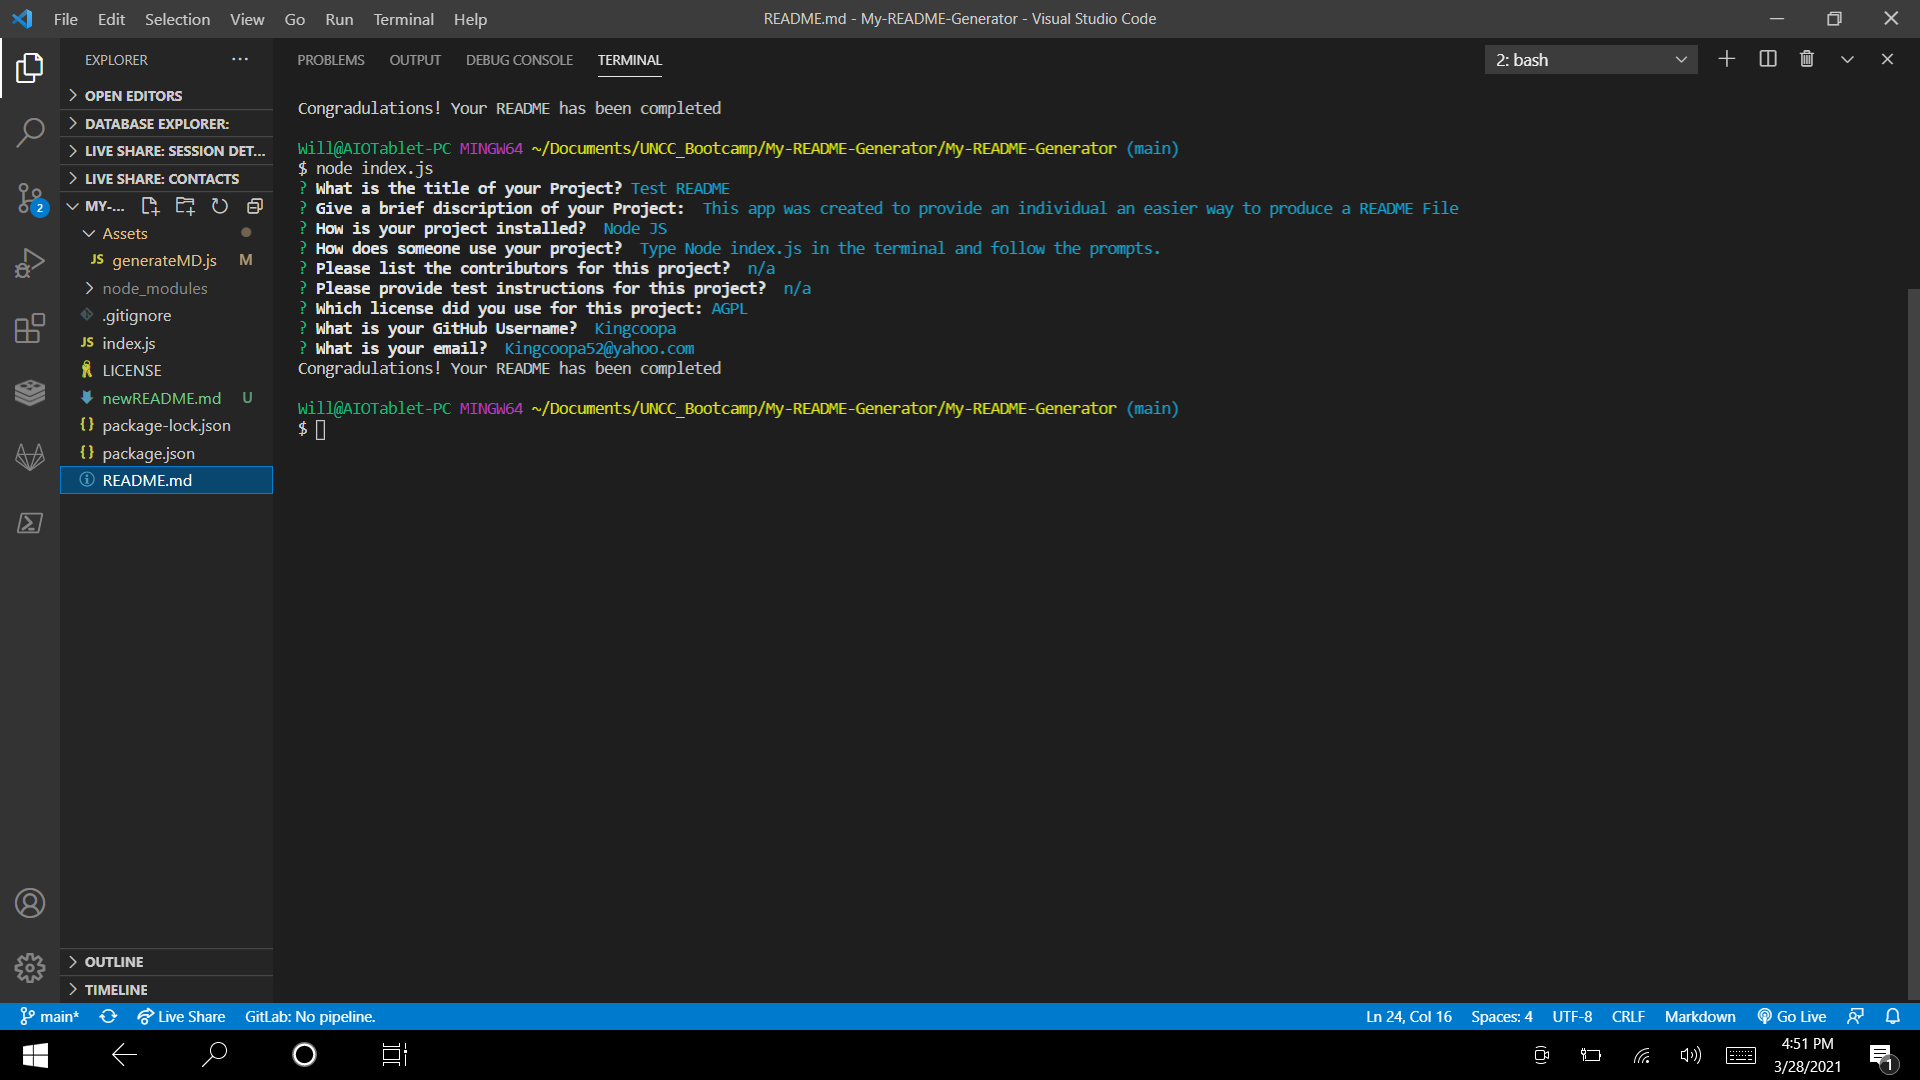 File Edit Selection View Go Run Terminal Help
README.md - My-README-Generator - Visual Studio Code
EXPLORER
PROBLEMS OUTPUT DEBUG CONSOLE TERMINAL
2: bash
OPEN EDITORS
DATABASE EXPLORER:
LIVE SHARE: SESSION DET...
LIVE SHARE: CONTACTS
MY-...
Assets
JS generateMD.js M
node_modules
.gitignore
JS index.js
LICENSE
newREADME.md U
{} package-lock.json
{} package.json
README.md
2
OUTLINE
TIMELINE
Congradulations! Your README has been completed
Will@AIOTablet-PC MINGW64 ~/Documents/UNCC_Bootcamp/My-README-Generator/My-README-Generator (main)
$ node index.js
? What is the title of your Project? Test README
? Give a brief discription of your Project: This app was created to provide an individual an easier way to produce a README File
? How is your project installed? Node JS
? How does someone use your project? Type Node index.js in the terminal and follow the prompts.
? Please list the contributors for this project? n/a
? Please provide test instructions for this project? n/a
? Which license did you use for this project: AGPL
? What is your GitHub Username? Kingcoopa
? What is your email? Kingcoopa52@yahoo.com
Congradulations! Your README has been completed
Will@AIOTablet-PC MINGW64 ~/Documents/UNCC_Bootcamp/My-README-Generator/My-README-Generator (main)
$
main* Live Share GitLab: No pipeline.
Ln 24, Col 16 Spaces: 4 UTF-8 CRLF Markdown Go Live
4:51 PM
3/28/2021
1